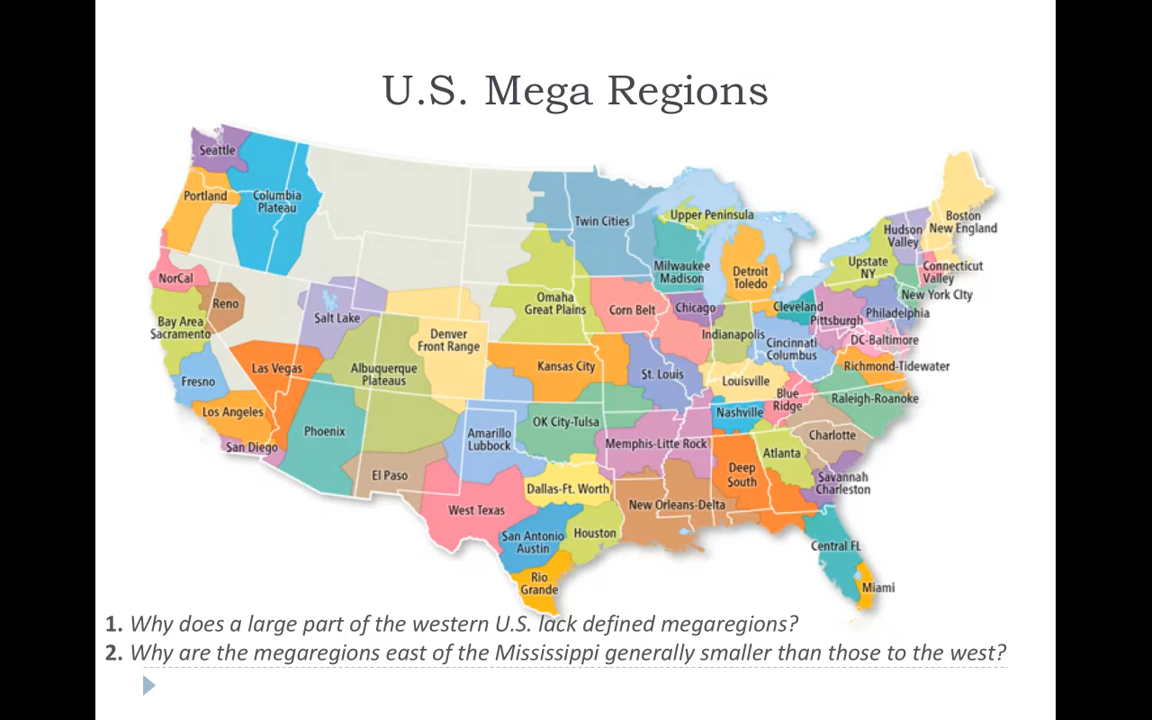 U.S. Mega Regions
Seattle
Portland
Columbia
Plateau
Twin Cities
Upper Peninsula
Boston
New England
Hudson
Valley
Milwaukee
Madison
Detroit
Toledo
Upstate
NY
Connecticut
Valley
NorCal
Reno
Salt Lake
Omaha
Great Plains
Corn Belt
Chicago
Cleveland
Pittsburgh
New York CIty
Philadelphia
Bay Area
Sacramento
Denver
Front Range
Indianapolis
Cincinnati
Columbus
DC-Baltimore
Fresno
Las Vegas
Albuquerque
Plateaus
Kansas City
St. Louis
Louisville
Richmond-Tidewater
Los Angeles
Blue
Ridge
Raleigh-Roanoke
San Diego
Phoenix
Amarillo
Lubbock
OK City-Tulsa
Nashville
Memphis-Litte Rock
Charlotte
El Paso
Atlanta
Deep
South
Savannah
Charleston
West Texas
Dallas-Ft. Worth
New Orleans-Delta
San Antonio
Austin
Houston
Central FL
Rio
Grande
Miami
1. Why does a large part of the western U.S. lack defined megaregions?
2. Why are the megaregions east of the Mississippi generally smaller than those to the west?